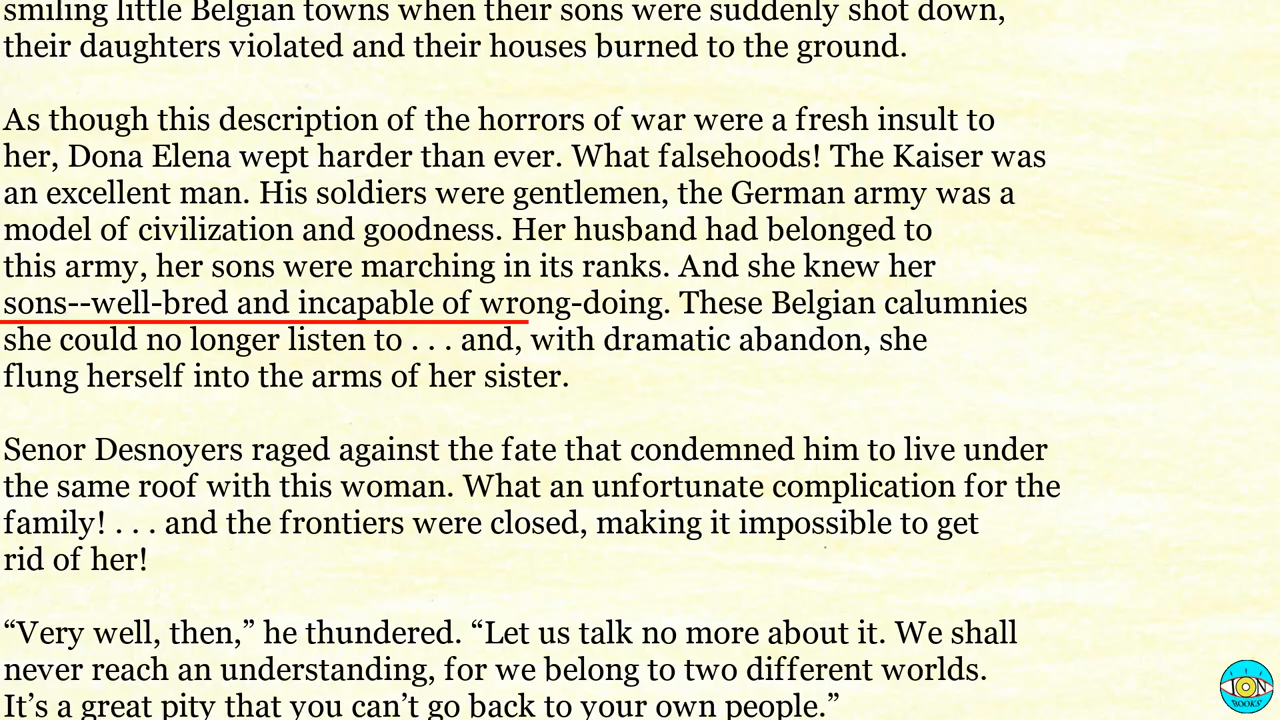 smiling little Belgian towns when their sons were suddenly shot down,
their daughters violated and their houses burned to the ground.
As though this description of the horrors of war were a fresh insult to
her, Dona Elena wept harder than ever. What falsehoods! The Kaiser was
an excellent man. His soldiers were gentlemen, the German army was a
model of civilization and goodness. Her husband had belonged to
this army, her sons were marching in its ranks. And she knew her
sons--well-bred and incapable of wrong-doing. These Belgian calumnies
she could no longer listen to . . . and, with dramatic abandon, she
flung herself into the arms of her sister.
Senor Desnoyers raged against the fate that condemned him to live under
the same roof with this woman. What an unfortunate complication for the
family! . . . and the frontiers were closed, making it impossible to get
rid of her!
“Very well, then,” he thundered. “Let us talk no more about it. We shall
never reach an understanding, for we belong to two different worlds.
It’s a great pity that you can’t go back to your own people.”
ION
BOOKS